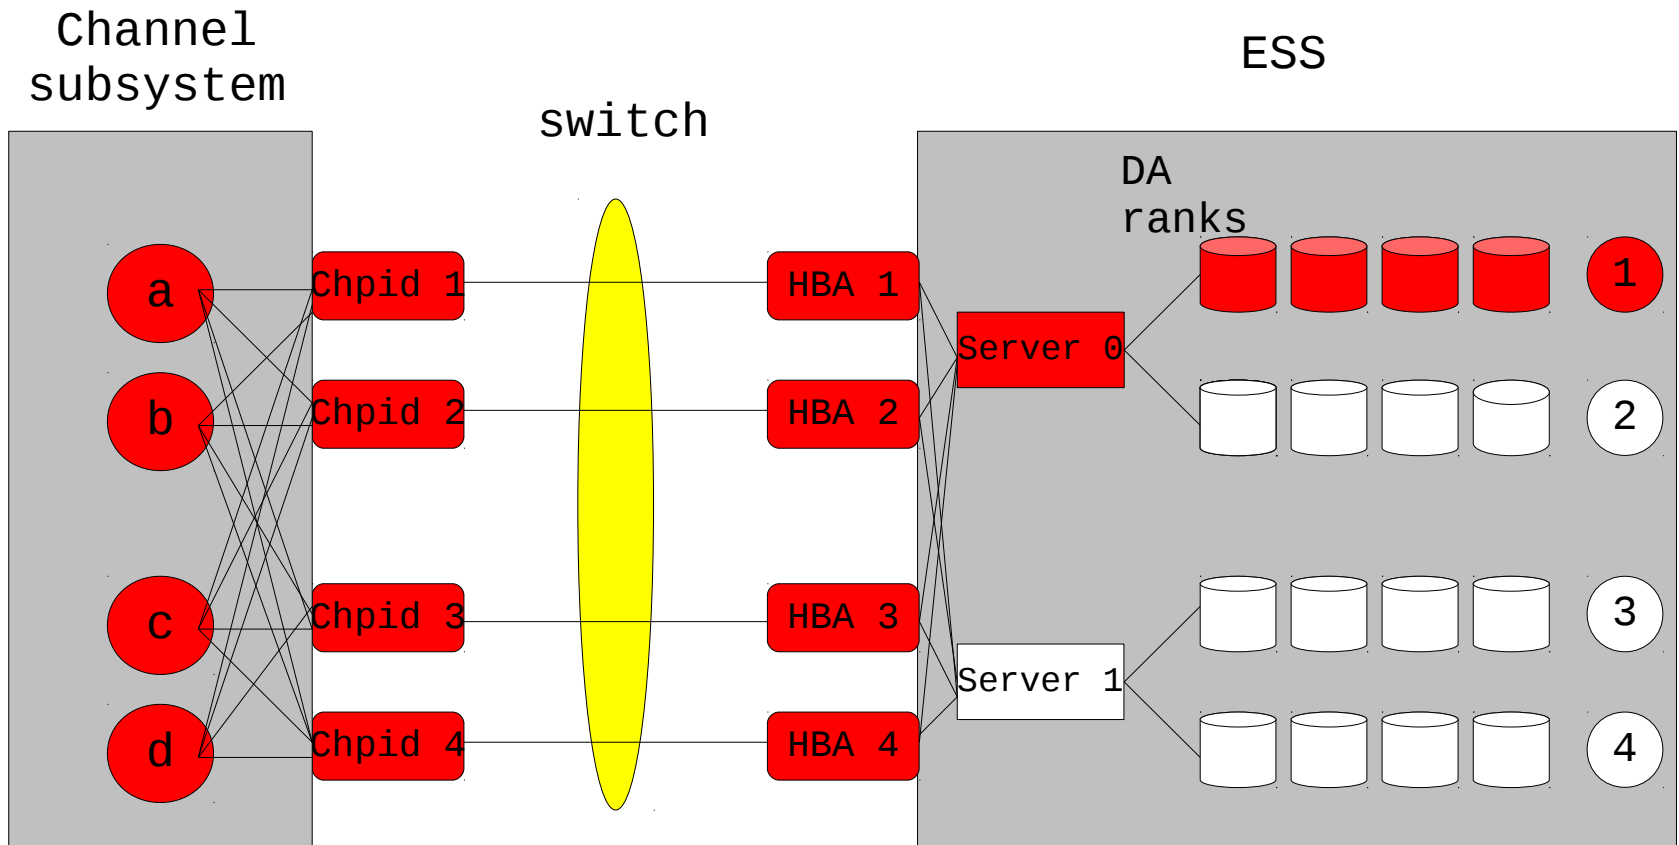 Channel
subsystem
ESS
switch
DA
ranks
a
Chpid 1
HBA 1
1
Server 0
b
Chpid 2
HBA 2
2
c
Chpid 3
HBA 3
3
Server 1
d
Chpid 4
HBA 4
4